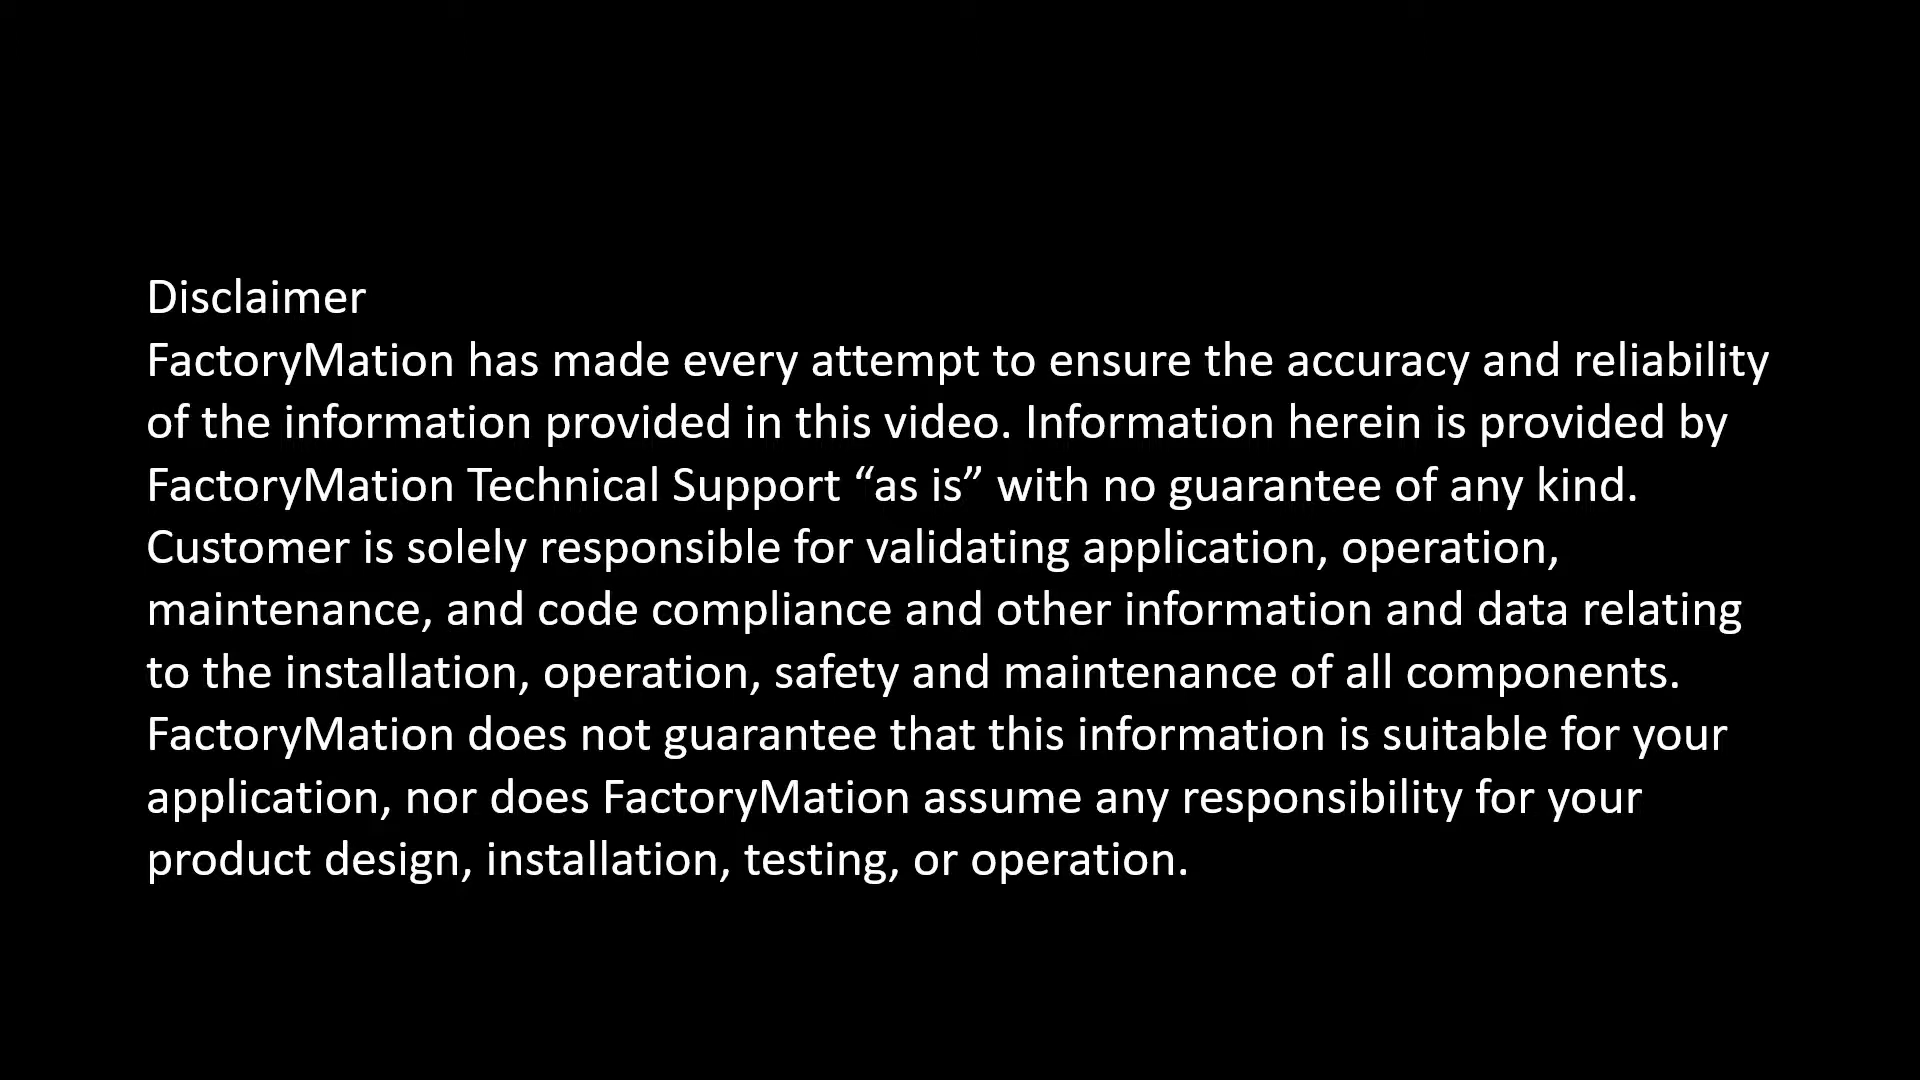 Disclaimer
FactoryMation has made every attempt to ensure the accuracy and reliability
of the information provided in this video. Information herein is provided by
FactoryMation Technical Support “as is” with no guarantee of any kind.
Customer is solely responsible for validating application, operation,
maintenance, and code compliance and other information and data relating
to the installation, operation, safety and maintenance of all components.
FactoryMation does not guarantee that this information is suitable for your
application, nor does FactoryMation assume any responsibility for your
product design, installation, testing, or operation.